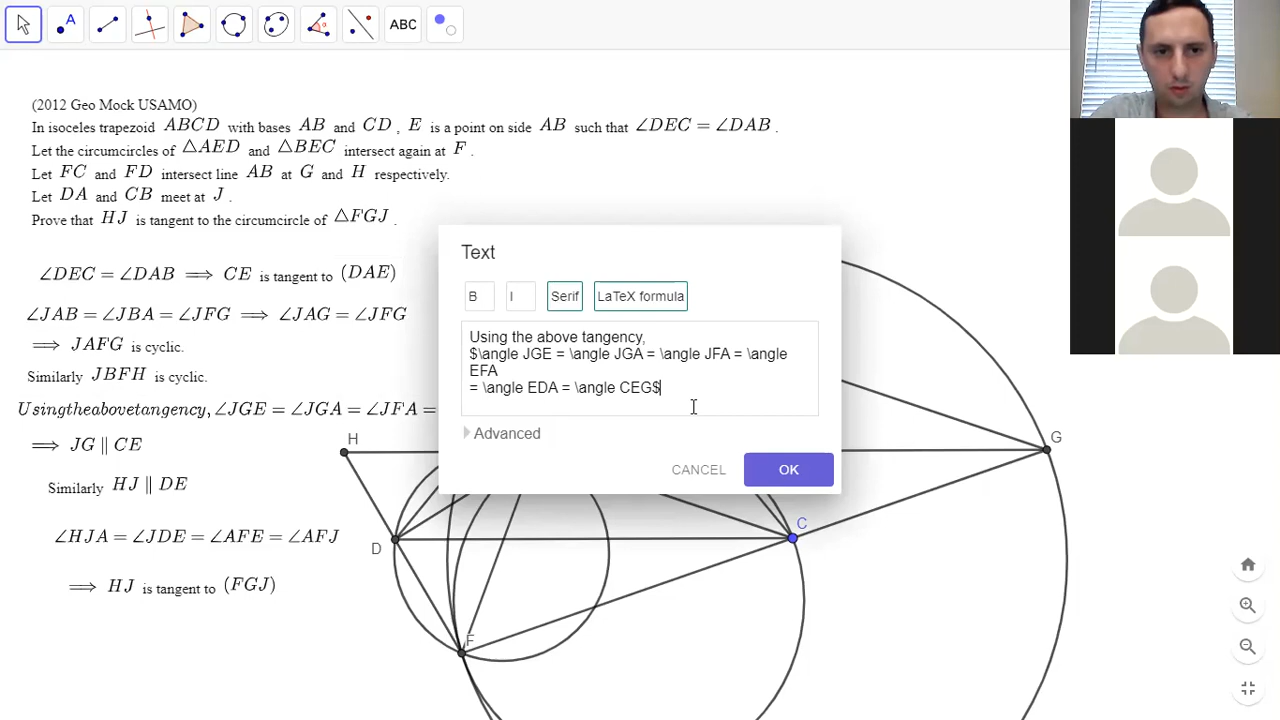 A
ABC
(2012 Geo Mock USAMO)
In isoceles trapezoid ABCD with bases AB and CD , E is a point on side AB such that ∠DEC = ∠DAB .
Let the circumcircles of △AED and △BEC intersect again at F .
Let FC and FD intersect line AB at G and H respectively.
Let DA and CB meet at J .
Prove that HJ is tangent to the circumcircle of △FGJ .
∠DEC = ∠DAB ⟹ CE is tangent to (DAE)
∠JAB = ∠JBA = ∠JFG ⟹ ∠JAG = ∠JFG
⟹ JAFG is cyclic.
Similarly JBFH is cyclic.
Usingtheabovetangency, ∠JGE = ∠JGA = ∠JFA =
⟹ JG ∥ CE
Similarly HJ ∥ DE
∠HJA = ∠JDE = ∠AFE = ∠AFJ
⟹ HJ is tangent to (FGJ)
Text
B I Serif LaTeX formula
Using the above tangency,
$\angle JGE = \angle JGA = \angle JFA = \angle
EFA
= \angle EDA = \angle CEG$
Advanced
CANCEL OK
H
G
D
C
F